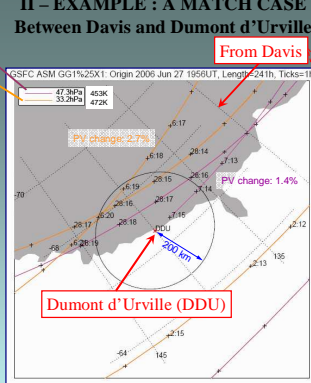 II – EXAMPLE : A MATCH CASE
Between Davis and Dumont d'Urville
From Davis
GSFC ASM GG1%25X1: Origin 2006 Jun 27 1956UT, Length=241h, Ticks=1h
47.3hPa 453K
33.2hPa 472K
6:17
PV change: 2.7%
6:18
28:14
7:13
28:15
PV change: 1.4%
6:19
28:16
7:14
-70
6:20
28:18
28:17
28:17
7:15
2:12
DDU
-68
6:28:19
200 km
2:13
135
Dumont d'Urville (DDU)
2:15
-64
145